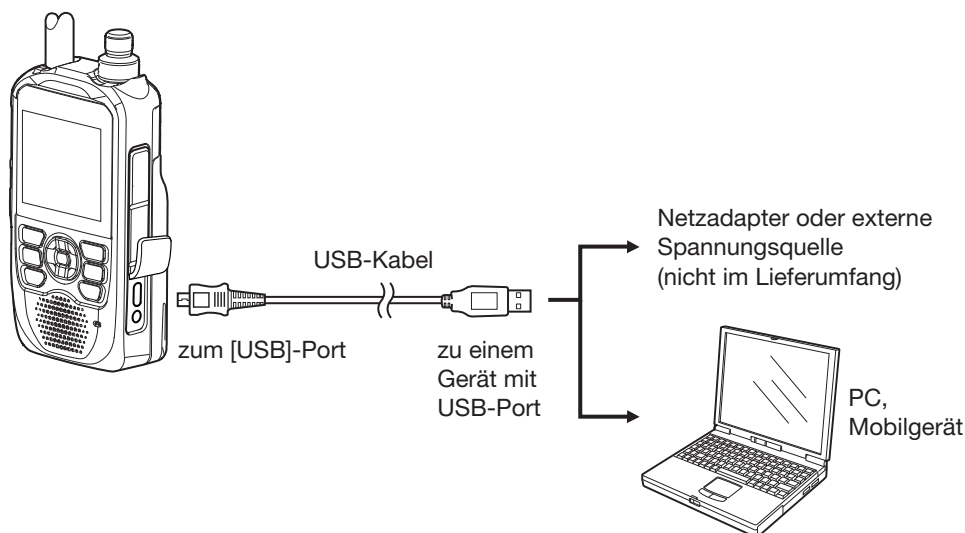 USB-Kabel
zum [USB]-Port
zu einem
Gerät mit
USB-Port
Netzadapter oder externe
Spannungsquelle
(nicht im Lieferumfang)
PC,
Mobilgerät